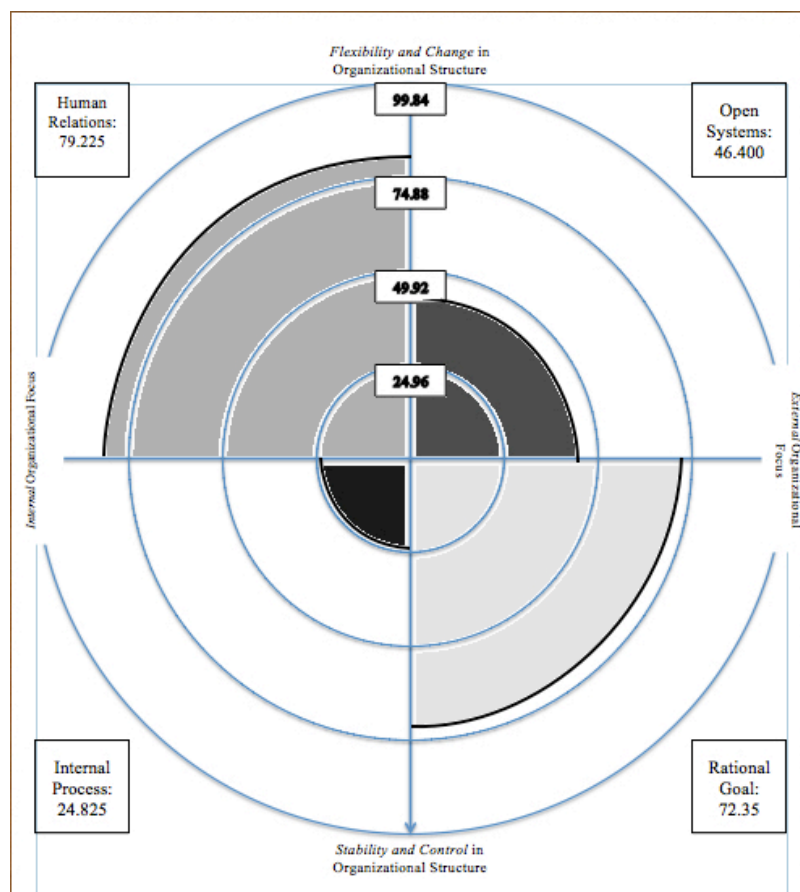 Flexibility and Change in
Organizational Structure
Human
Relations:
79.225
99.84
Open
Systems:
46.400
74.88
49.92
24.96
Internal Organizational Focus
External Organizational
Focus
Internal
Process:
24.825
Rational
Goal:
72.35
Stability and Control in
Organizational Structure